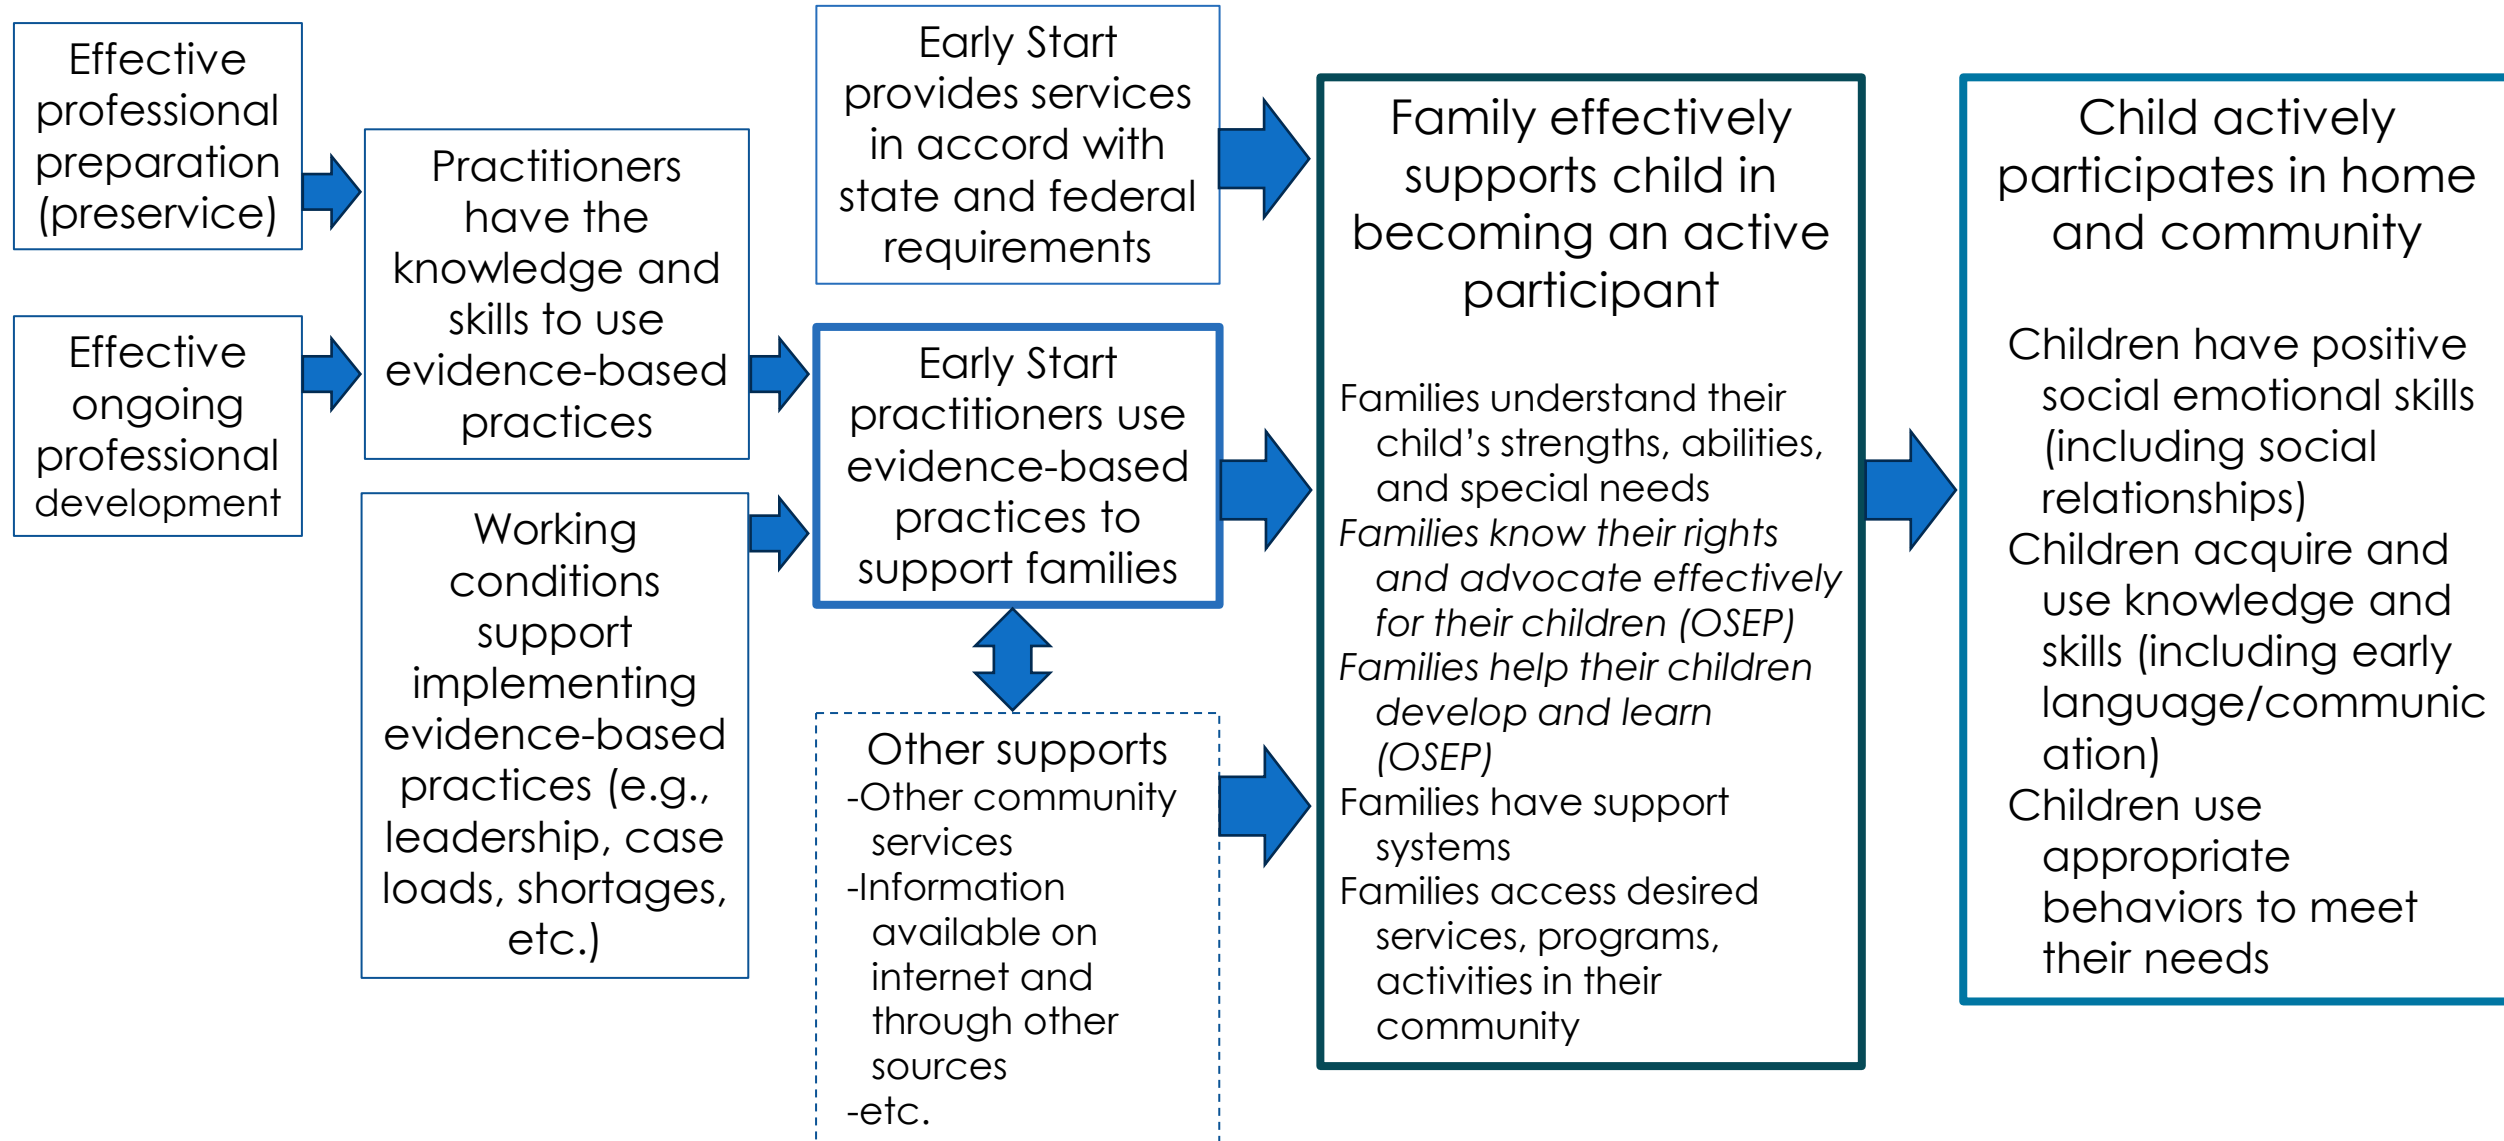 Effective
professional
preparation
(preservice)
Effective
ongoing
professional
development
Practitioners
have the
knowledge and
skills to use
evidence-based
practices
Working
conditions
support
implementing
evidence-based
practices (e.g.,
leadership, case
loads, shortages,
etc.)
Early Start
provides services
in accord with
state and federal
requirements
Early Start
practitioners use
evidence-based
practices to
support families
Other supports
-Other community
services
-Information
available on
internet and
through other
sources
-etc.
Family effectively
supports child in
becoming an active
participant
Families understand their
child’s strengths, abilities,
and special needs
Families know their rights
and advocate effectively
for their children (OSEP)
Families help their children
develop and learn
(OSEP)
Families have support
systems
Families access desired
services, programs,
activities in their
community
Child actively
participates in home
and community
Children have positive
social emotional skills
(including social
relationships)
Children acquire and
use knowledge and
skills (including early
language/communic
ation)
Children use
appropriate
behaviors to meet
their needs